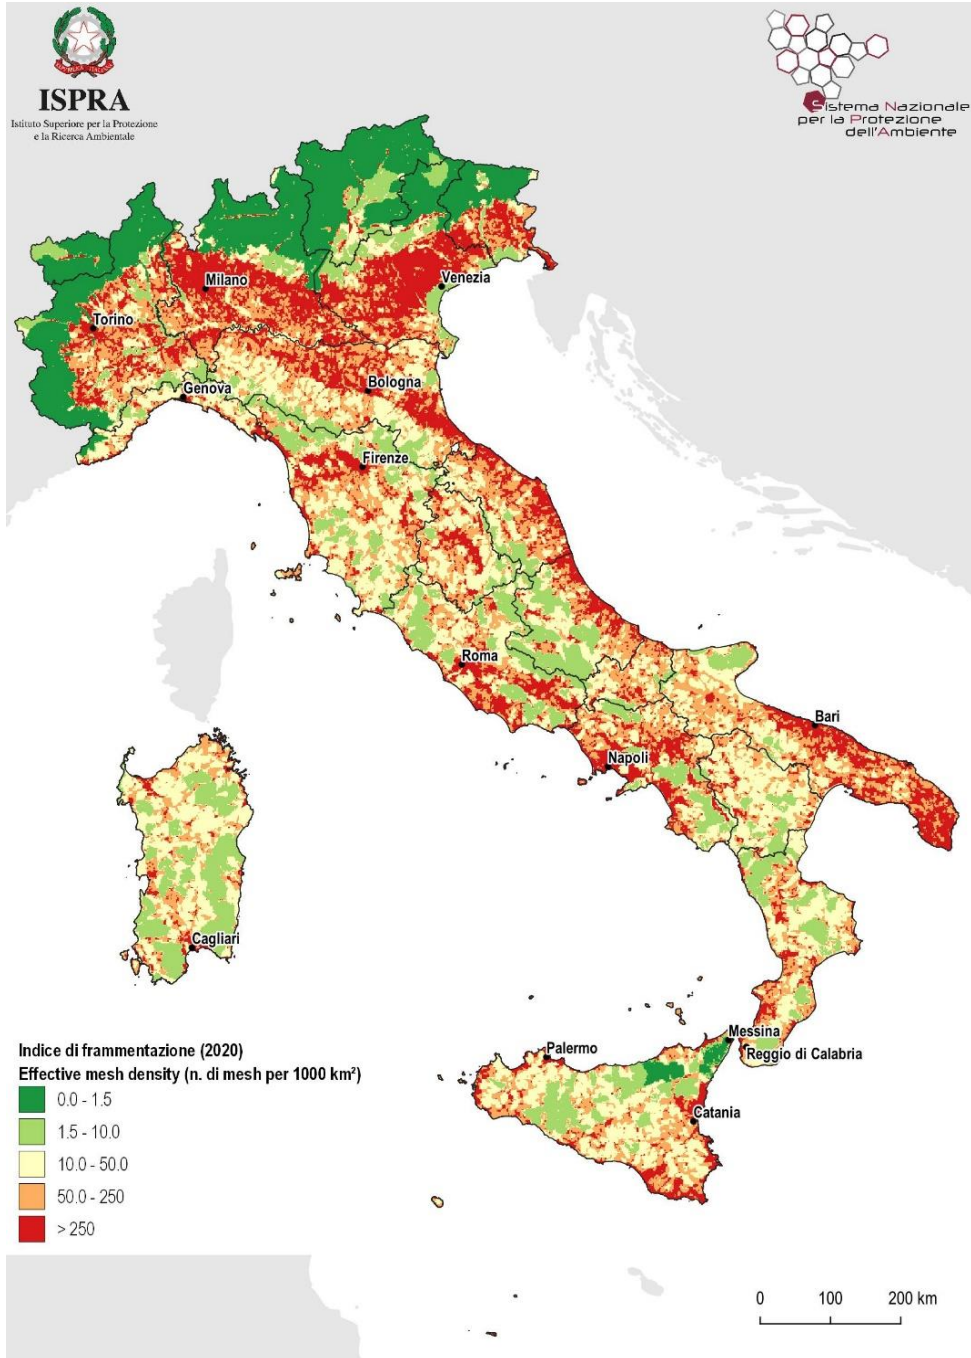 ISPRA
Istituto Superiore per la Protezione
e la Ricerca Ambientale
Sistema Nazionale
per la Protezione
dell'Ambiente
Milano
Venezia
Torino
Bologna
Genova
Firenze
Roma
Bari
Napoli
Cagliari
Messina
Palermo
Reggio di Calabria
Catania
Indice di frammentazione (2020)
Effective mesh density (n. di mesh per 1000 km²)
0.0 - 1.5
1.5 - 10.0
10.0 - 50.0
50.0 - 250
> 250
0 100 200 km